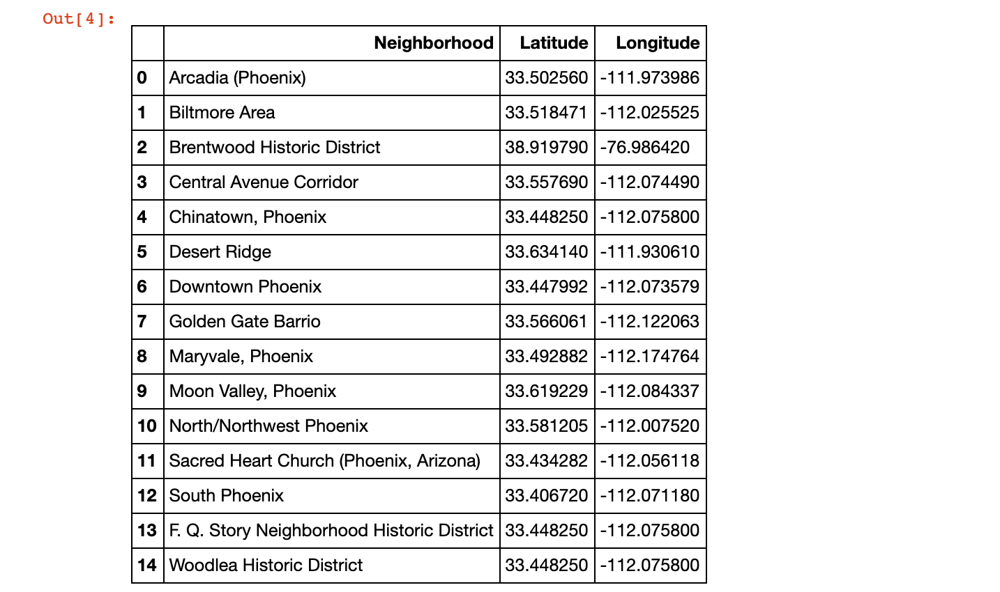 Out[4]:
Neighborhood Latitude Longitude
0 Arcadia (Phoenix) 33.502560 -111.973986
1 Biltmore Area 33.518471 -112.025525
2 Brentwood Historic District 38.919790 -76.986420
3 Central Avenue Corridor 33.557690 -112.074490
4 Chinatown, Phoenix 33.448250 -112.075800
5 Desert Ridge 33.634140 -111.930610
6 Downtown Phoenix 33.447992 -112.073579
7 Golden Gate Barrio 33.566061 -112.122063
8 Maryvale, Phoenix 33.492882 -112.174764
9 Moon Valley, Phoenix 33.619229 -112.084337
10 North/Northwest Phoenix 33.581205 -112.007520
11 Sacred Heart Church (Phoenix, Arizona) 33.434282 -112.056118
12 South Phoenix 33.406720 -112.071180
13 F. Q. Story Neighborhood Historic District 33.448250 -112.075800
14 Woodlea Historic District 33.448250 -112.075800